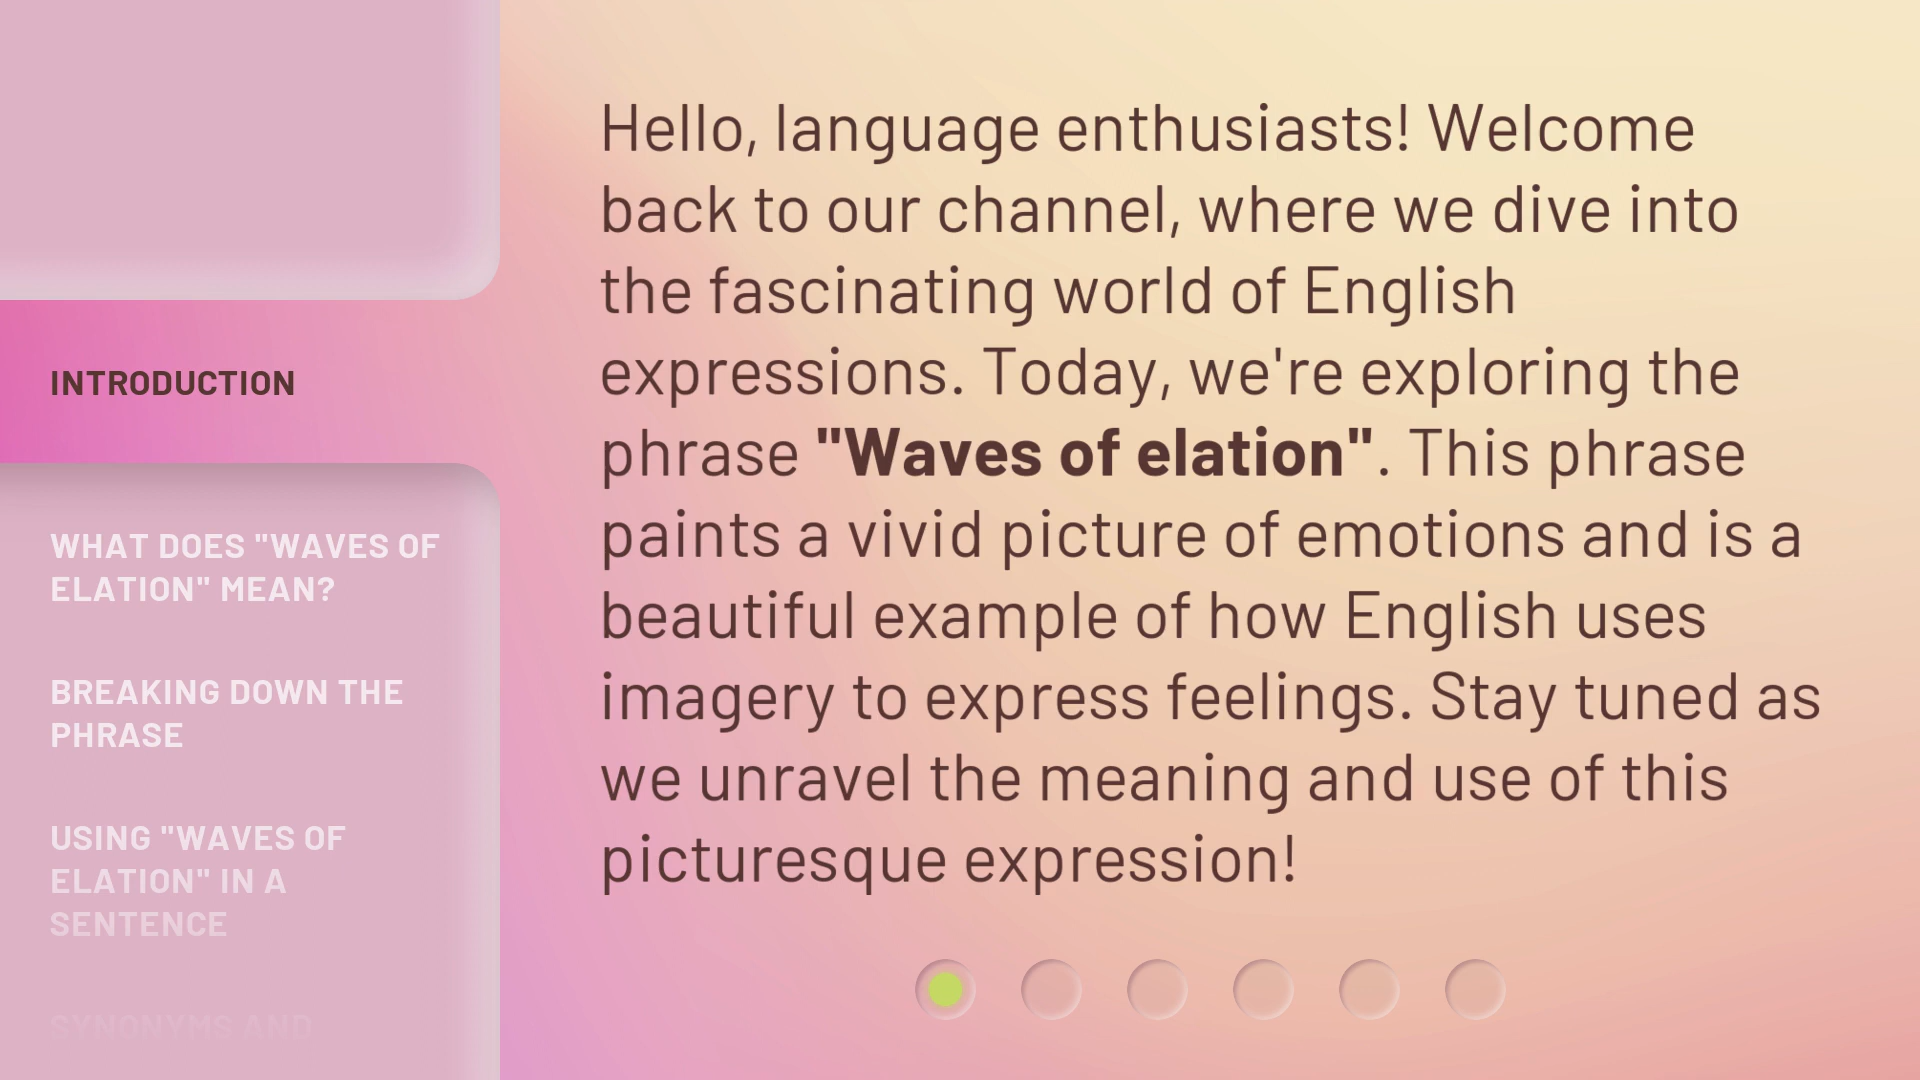 INTRODUCTION
WHAT DOES "WAVES OF
ELATION" MEAN?
BREAKING DOWN THE
PHRASE
USING "WAVES OF
ELATION" IN A
SENTENCE
SYNONYMS AND
Hello, language enthusiasts! Welcome
back to our channel, where we dive into
the fascinating world of English
expressions. Today, we're exploring the
phrase "Waves of elation". This phrase
paints a vivid picture of emotions and is a
beautiful example of how English uses
imagery to express feelings. Stay tuned as
we unravel the meaning and use of this
picturesque expression!